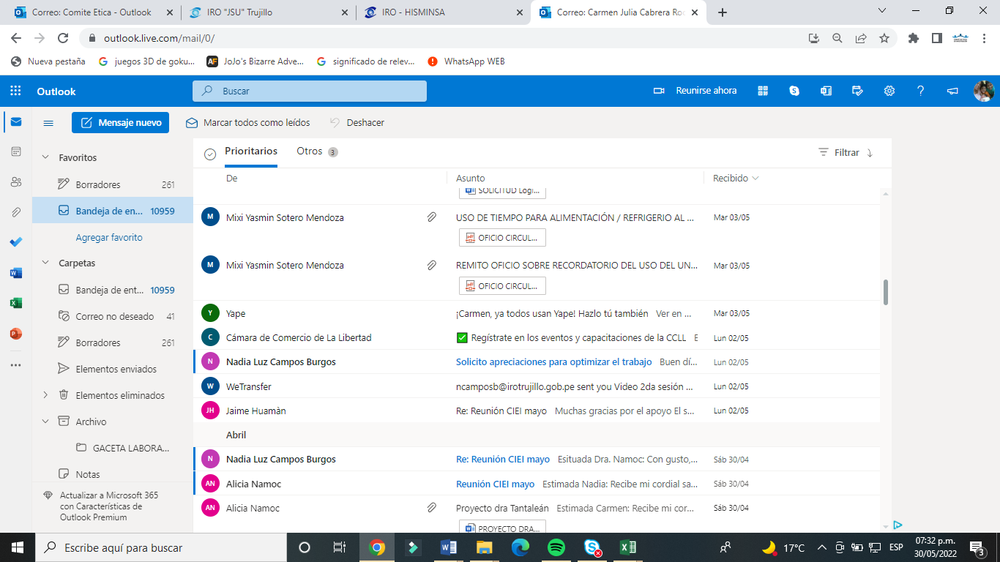 Correo: Comite Etica - Outlook
IRO "JSU" Trujillo
IRO - HISMINSA
Correo: Carmen Julia Cabrera Ro
outlook.live.com/mail/0/
Nueva pestaña
juegos 3D de goku...
JoJo's Bizarre Adve...
significado de relev...
WhatsApp WEB
Outlook
Buscar
Reunirse ahora
Mensaje nuevo
Marcar todos como leídos
Deshacer
Favoritos
Borradores 261
Bandeja de en... 10959
Agregar favorito
Carpetas
Bandeja de ent... 10959
Correo no deseado 41
Borradores 261
Elementos enviados
Elementos eliminados
Archivo
GACETA LABORA...
Notas
Actualizar a Microsoft 365
con Características de
Outlook Premium
Prioritarios
Otros 3
Filtrar
De Asunto Recibido
SOLICITUD Logi...
M Mixi Yasmin Sotero Mendoza USO DE TIEMPO PARA ALIMENTACIÓN / REFRIGERIO AL ... Mar 03/05
OFICIO CIRCUL...
M Mixi Yasmin Sotero Mendoza REMITO OFICIO SOBRE RECORDATORIO DEL USO DEL UN... Mar 03/05
OFICIO CIRCUL...
Y Yape ¡Carmen, ya todos usan Yape! Hazlo tú también Ver en ... Mar 03/05
C Cámara de Comercio de La Libertad ✅ Regístrate en los eventos y capacitaciones de la CCLL E Lun 02/05
N Nadia Luz Campos Burgos Solicito apreciaciones para optimizar el trabajo Buen dí... Lun 02/05
W WeTransfer ncamposb@irotrujillo.gob.pe sent you Video 2da sesión ... Lun 02/05
JH Jaime Huamàn Re: Reunión CIEI mayo Muchas gracias por el apoyo El s... Lun 02/05
Abril
N Nadia Luz Campos Burgos Re: Reunión CIEI mayo Esituada Dra. Namoc: Con gusto,... Sáb 30/04
AN Alicia Namoc Reunión CIEI mayo Estimada Nadia: Recibe mi cordial sa... Sáb 30/04
AN Alicia Namoc Proyecto dra Tantaleán Estimada Carmen: Recibe mi cor... Sáb 30/04
PROYECTO DRA...
Escribe aquí para buscar
17°C
ESP
07:32 p.m.
30/05/2022
3